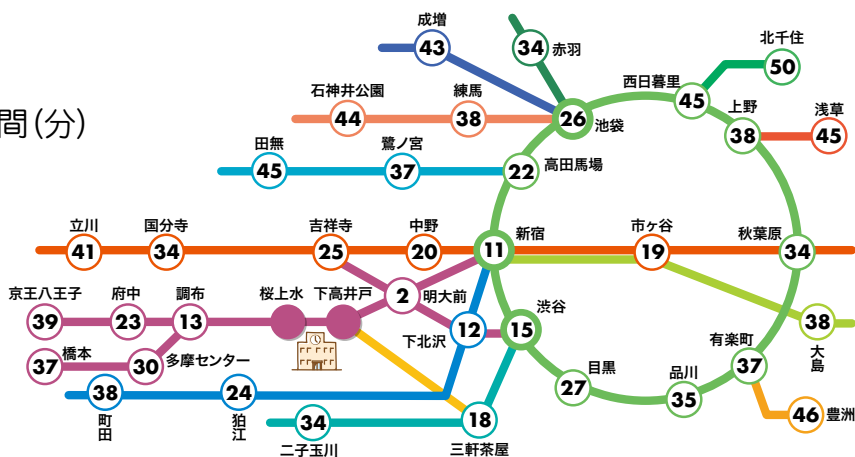 間(分)
成増
43
34
赤羽
北千住
50
石神井公園
44
練馬
38
26
池袋
西日暮里
45
上野
38
浅草
45
田無
45
鷺ノ宮
37
22
高田馬場
立川
41
国分寺
34
吉祥寺
25
中野
20
11
新宿
市ヶ谷
19
秋葉原
34
京王八王子
39
府中
23
調布
13
桜上水
下高井戸
2
明大前
下北沢
12
渋谷
15
38
大島
37
橋本
30
多摩センター
38
町田
24
狛江
34
二子玉川
18
三軒茶屋
27
目黒
品川
35
有楽町
37
46
豊洲